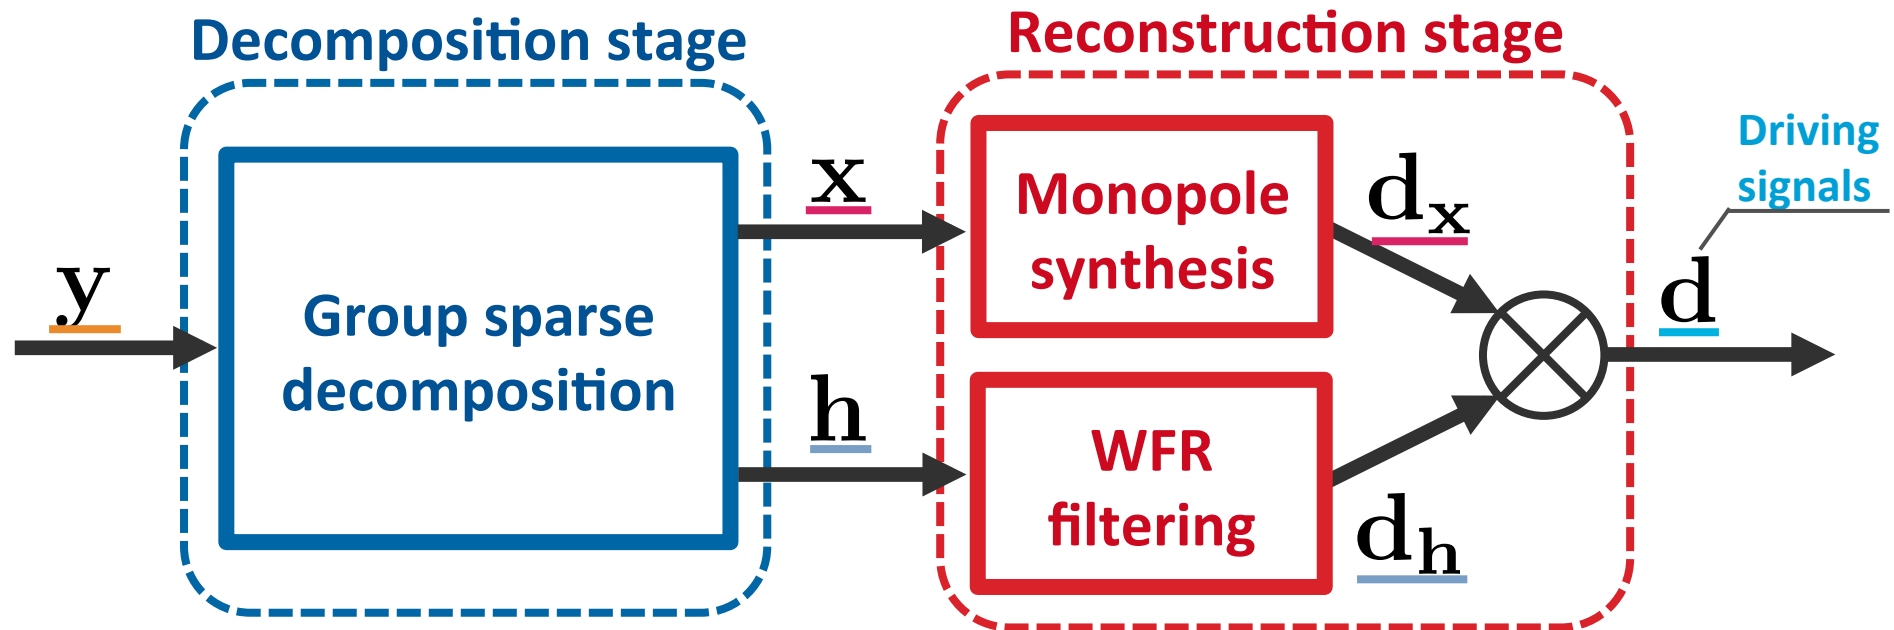 Decomposition stage
Reconstruction stage
y
Group sparse
decomposition
x
h
Monopole
synthesis
WFR
filtering
dx
dh
Driving
signals
d